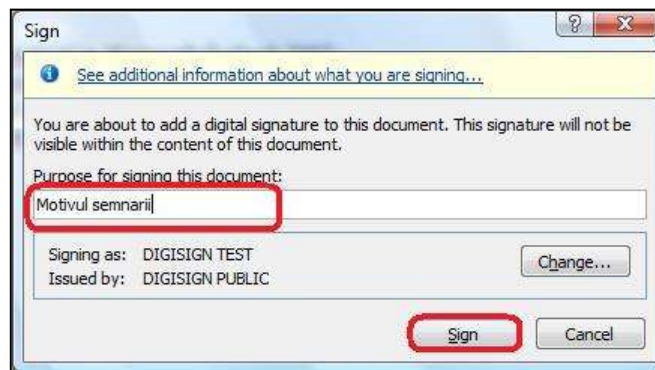 Sign
See additional information about what you are signing...
You are about to add a digital signature to this document. This signature will not be
visible within the content of this document.
Purpose for signing this document:
Motivul semnarii
Signing as: DIGISIGN TEST
Issued by: DIGISIGN PUBLIC
Change...
Sign
Cancel